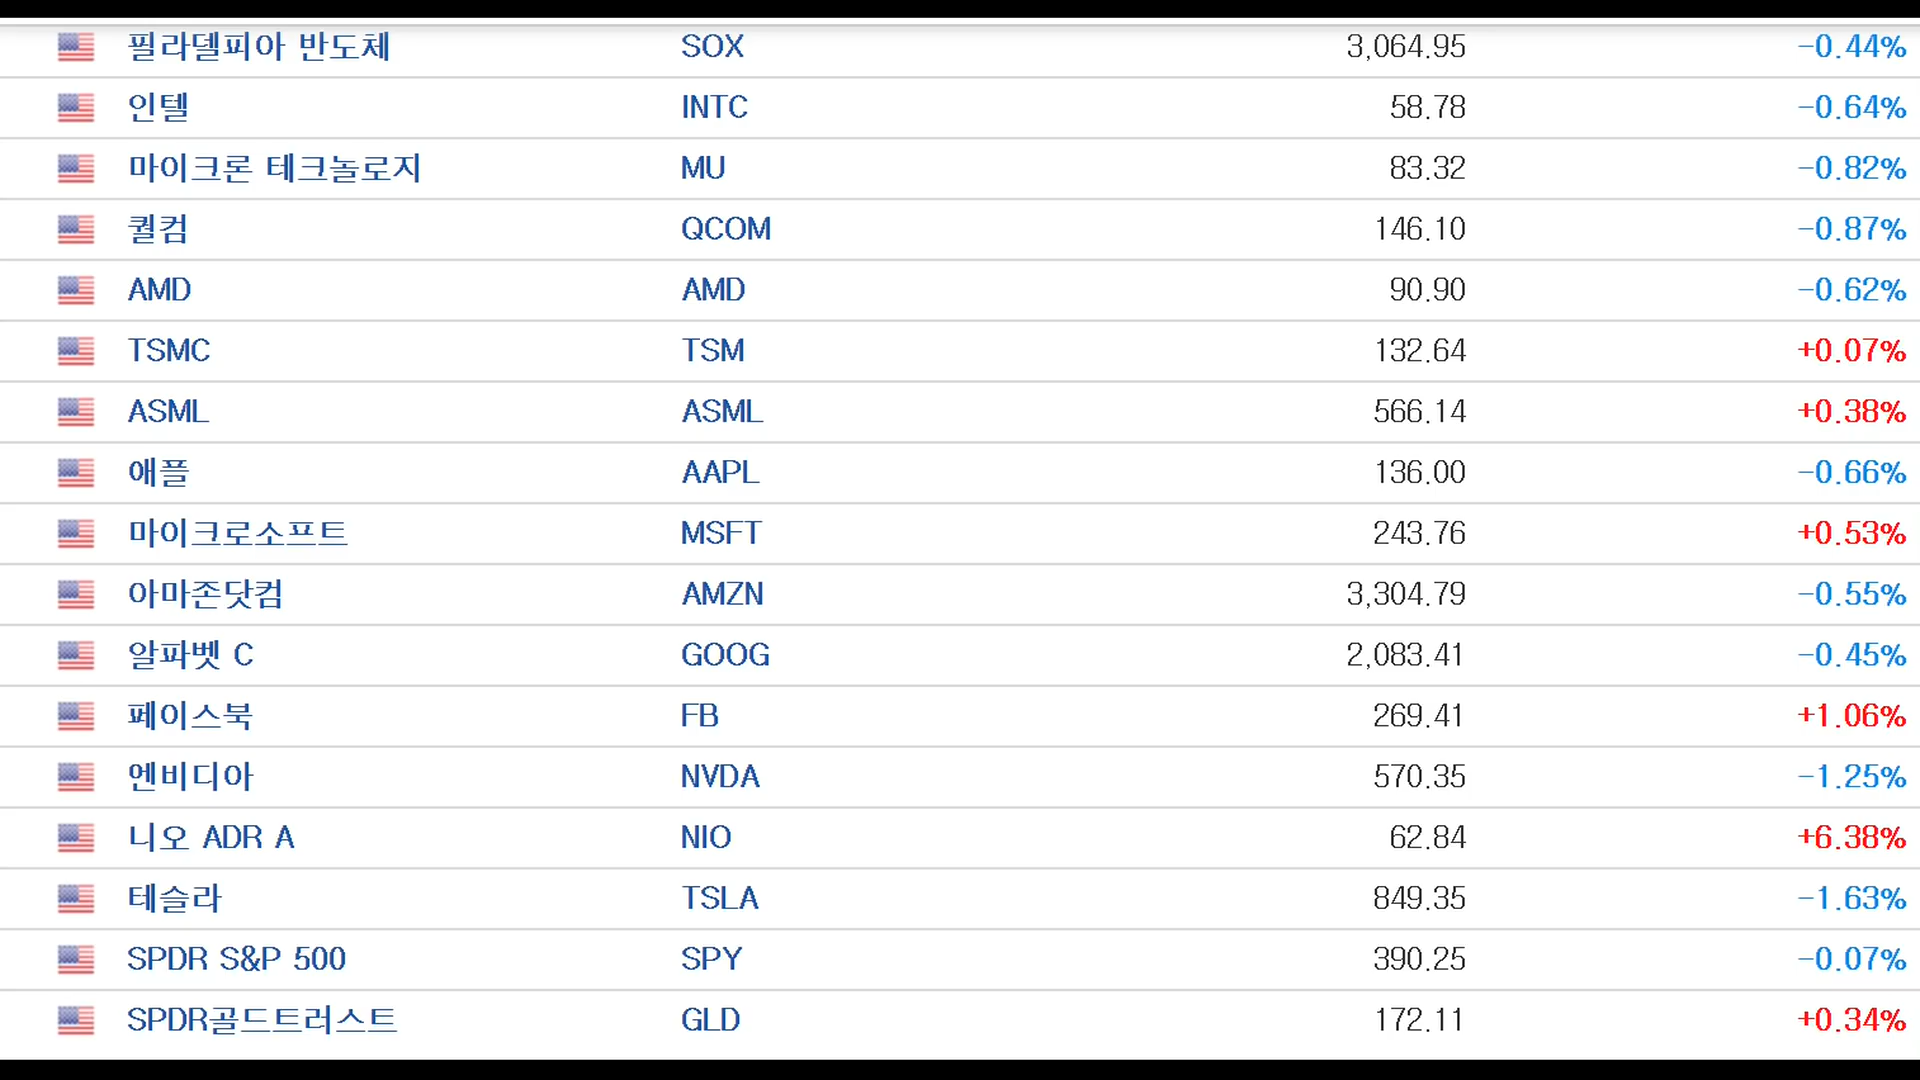 필라델피아 반도체 SOX 3,064.95 -0.44%
인텔 INTC 58.78 -0.64%
마이크론 테크놀로지 MU 83.32 -0.82%
퀄컴 QCOM 146.10 -0.87%
AMD AMD 90.90 -0.62%
TSMC TSM 132.64 +0.07%
ASML ASML 566.14 +0.38%
애플 AAPL 136.00 -0.66%
마이크로소프트 MSFT 243.76 +0.53%
아마존닷컴 AMZN 3,304.79 -0.55%
알파벳 C GOOG 2,083.41 -0.45%
페이스북 FB 269.41 +1.06%
엔비디아 NVDA 570.35 -1.25%
니오 ADR A NIO 62.84 +6.38%
테슬라 TSLA 849.35 -1.63%
SPDR S&P 500 SPY 390.25 -0.07%
SPDR골드트러스트 GLD 172.11 +0.34%